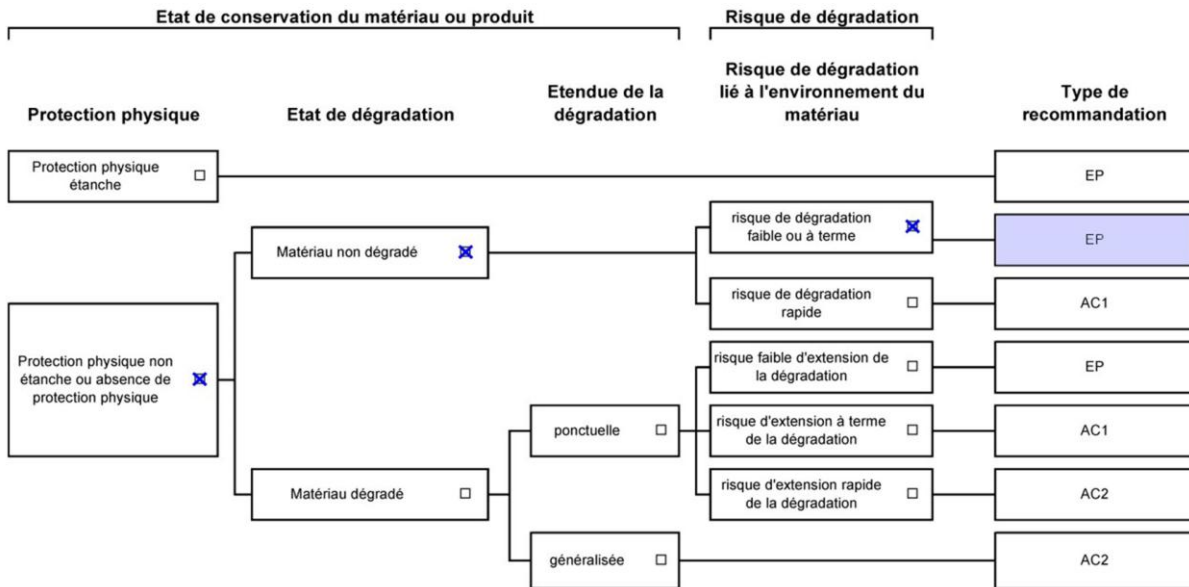 Etat de conservation du matériau ou produit
Risque de dégradation
Protection physique
Etat de dégradation
Etendue de la
dégradation
Risque de dégradation
lié à l'environnement du
matériau
Type de
recommandation
Protection physique
étanche
EP
risque de dégradation
faible ou à terme
EP
Matériau non dégradé
risque de dégradation
rapide
AC1
Protection physique non
étanche ou absence de
protection physique
risque faible d'extension de
la dégradation
EP
ponctuelle
risque d'extension à terme
de la dégradation
AC1
Matériau dégradé
risque d'extension rapide
de la dégradation
AC2
généralisée
AC2